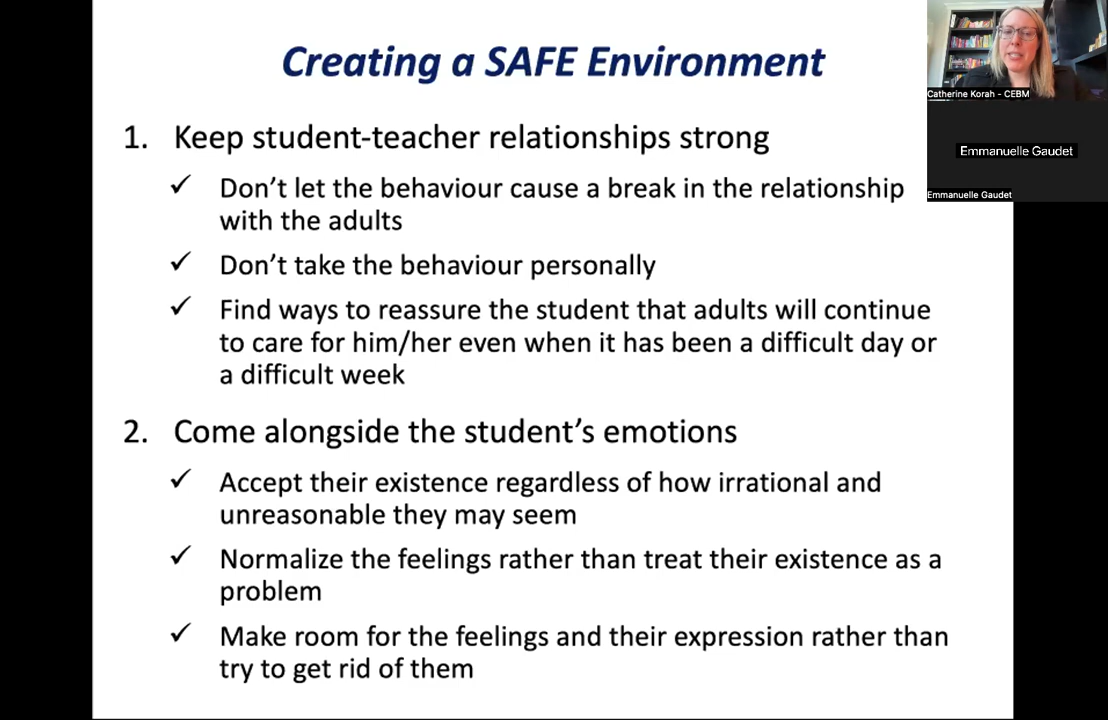 Creating a SAFE Environment
1. Keep student-teacher relationships strong
✓ Don’t let the behaviour cause a break in the relationship
with the adults
✓ Don’t take the behaviour personally
✓ Find ways to reassure the student that adults will continue
to care for him/her even when it has been a difficult day or
a difficult week
2. Come alongside the student’s emotions
✓ Accept their existence regardless of how irrational and
unreasonable they may seem
✓ Normalize the feelings rather than treat their existence as a
problem
✓ Make room for the feelings and their expression rather than
try to get rid of them
Catherine Korah - CEBM
Emmanuelle Gaudet
Emmanuelle Gaudet